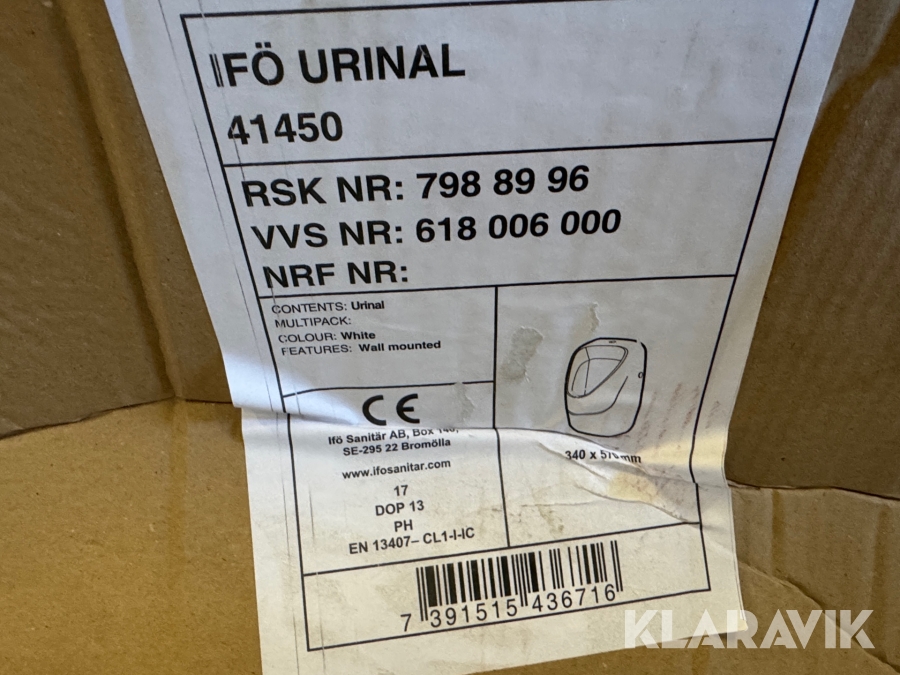 IFÖ URINAL
41450
RSK NR: 798 89 96
VVS NR: 618 006 000
NRF NR:
CONTENTS: Urinal
MULTIPACK:
COLOUR: White
FEATURES: Wall mounted
CE
Ifö Sanitär AB, Box
SE-295 22 Bromölla
www.ifosanitar.com
17
DOP 13
PH
EN 13407– CL1-I-IC
340 x
7 391515 436716
KLARAVIK